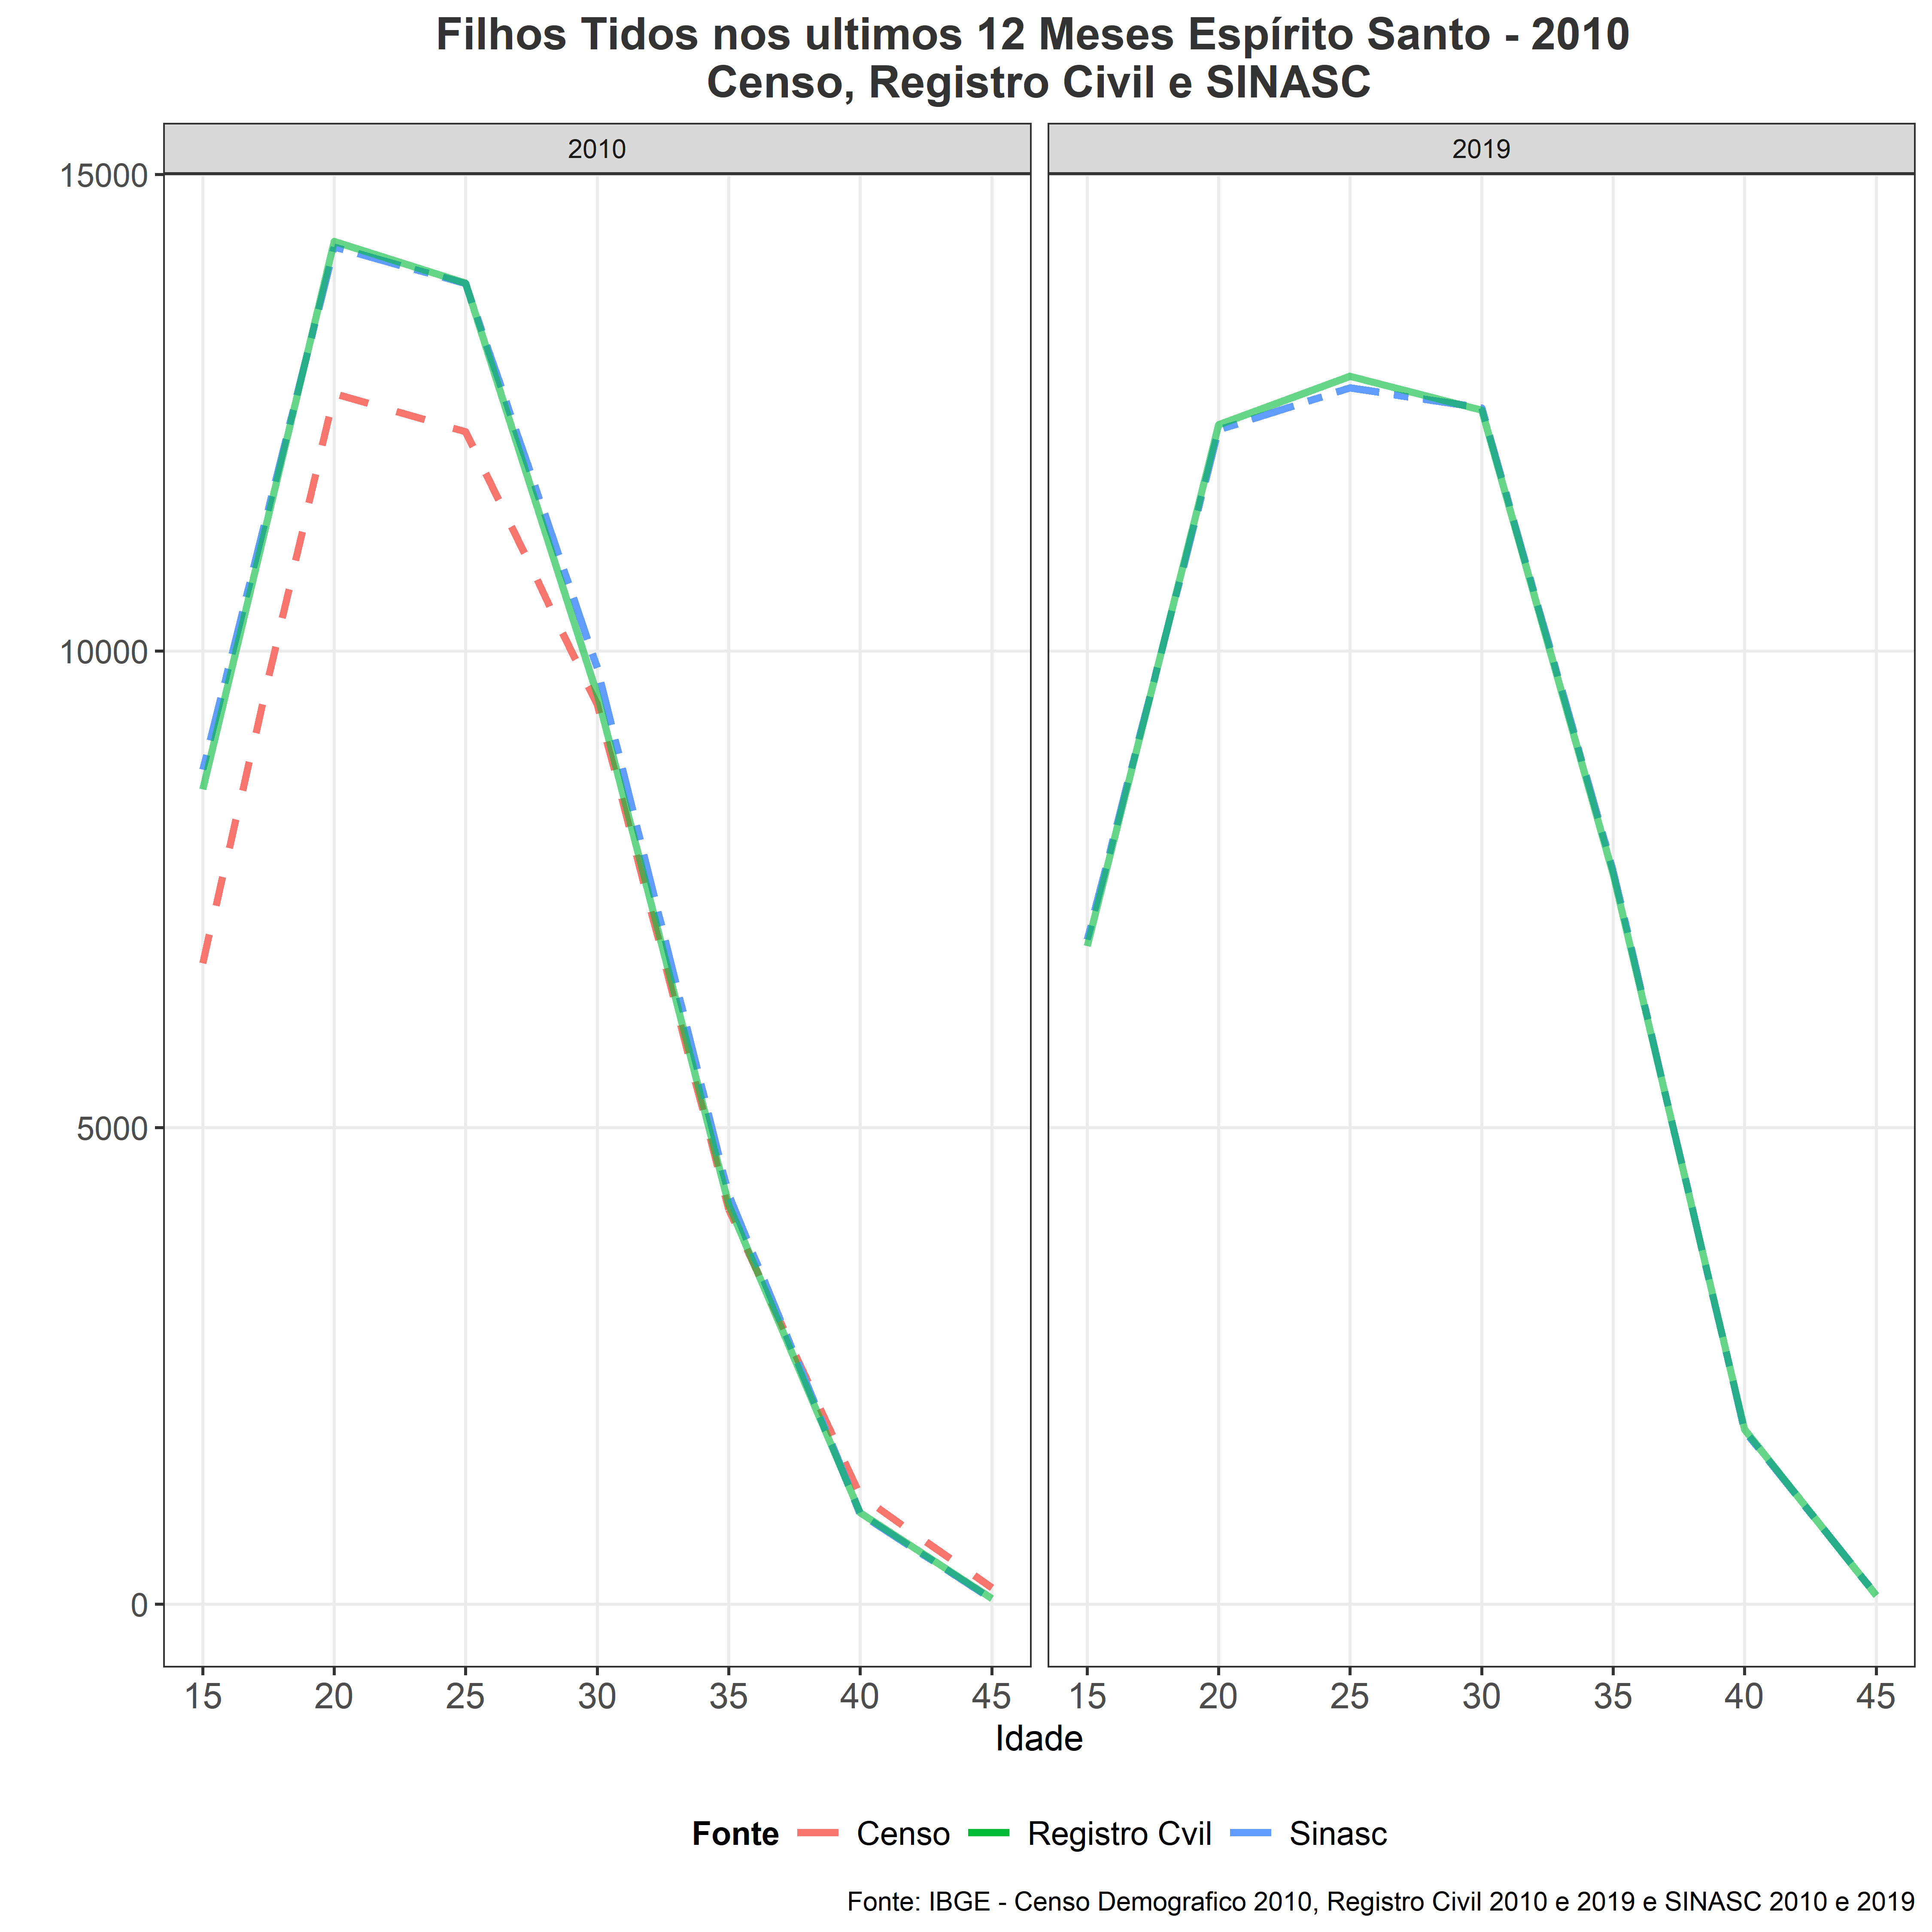 Filhos Tidos nos ultimos 12 Meses Espírito Santo - 2010
Censo, Registro Civil e SINASC
2010 2019
15000
10000
5000
0
15 20 25 30 35 40 45 15 20 25 30 35 40 45
Idade
Fonte Censo Registro Cvil Sinasc
Fonte: IBGE - Censo Demografico 2010, Registro Civil 2010 e 2019 e SINASC 2010 e 2019